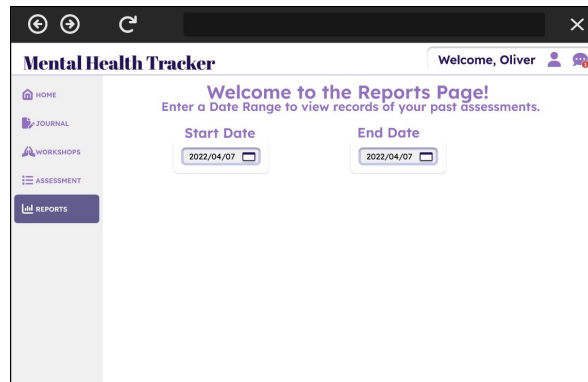 Mental Health Tracker
Welcome, Oliver
HOME
JOURNAL
WORKSHOPS
ASSESSMENT
REPORTS
Welcome to the Reports Page!
Enter a Date Range to view records of your past assessments.
Start Date
End Date
2022/04/07
2022/04/07